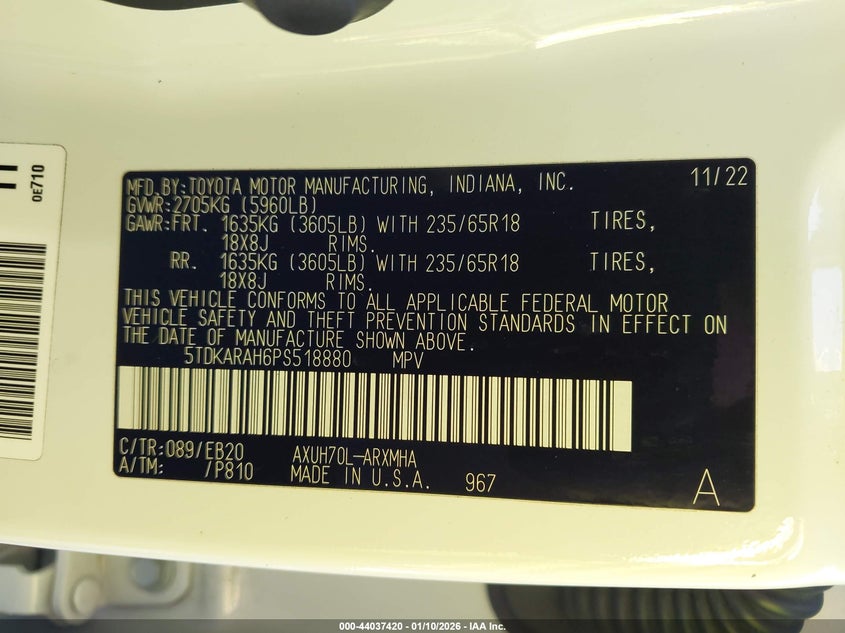 MFD.BY:TOYOTA MOTOR MANUFACTURING, INDIANA, INC. 11/22
GVWR:2705KG (5960LB)
GAWR:FRT. 1635KG (3605LB) WITH 235/65R18 TIRES,
18X8J RIMS.
RR. 1635KG (3605LB) WITH 235/65R18 TIRES,
18X8J RIMS.
THIS VEHICLE CONFORMS TO ALL APPLICABLE FEDERAL MOTOR
VEHICLE SAFETY AND THEFT PREVENTION STANDARDS IN EFFECT ON
THE DATE OF MANUFACTURE SHOWN ABOVE.
5TDKARAH6PS518880 MPV
C/TR:089/EB20 AXUH70L-ARXMHA
A/TM: /P810 MADE IN U.S.A. 967 A
0E710
000-44037420 - 01/10/2026 - IAA Inc.